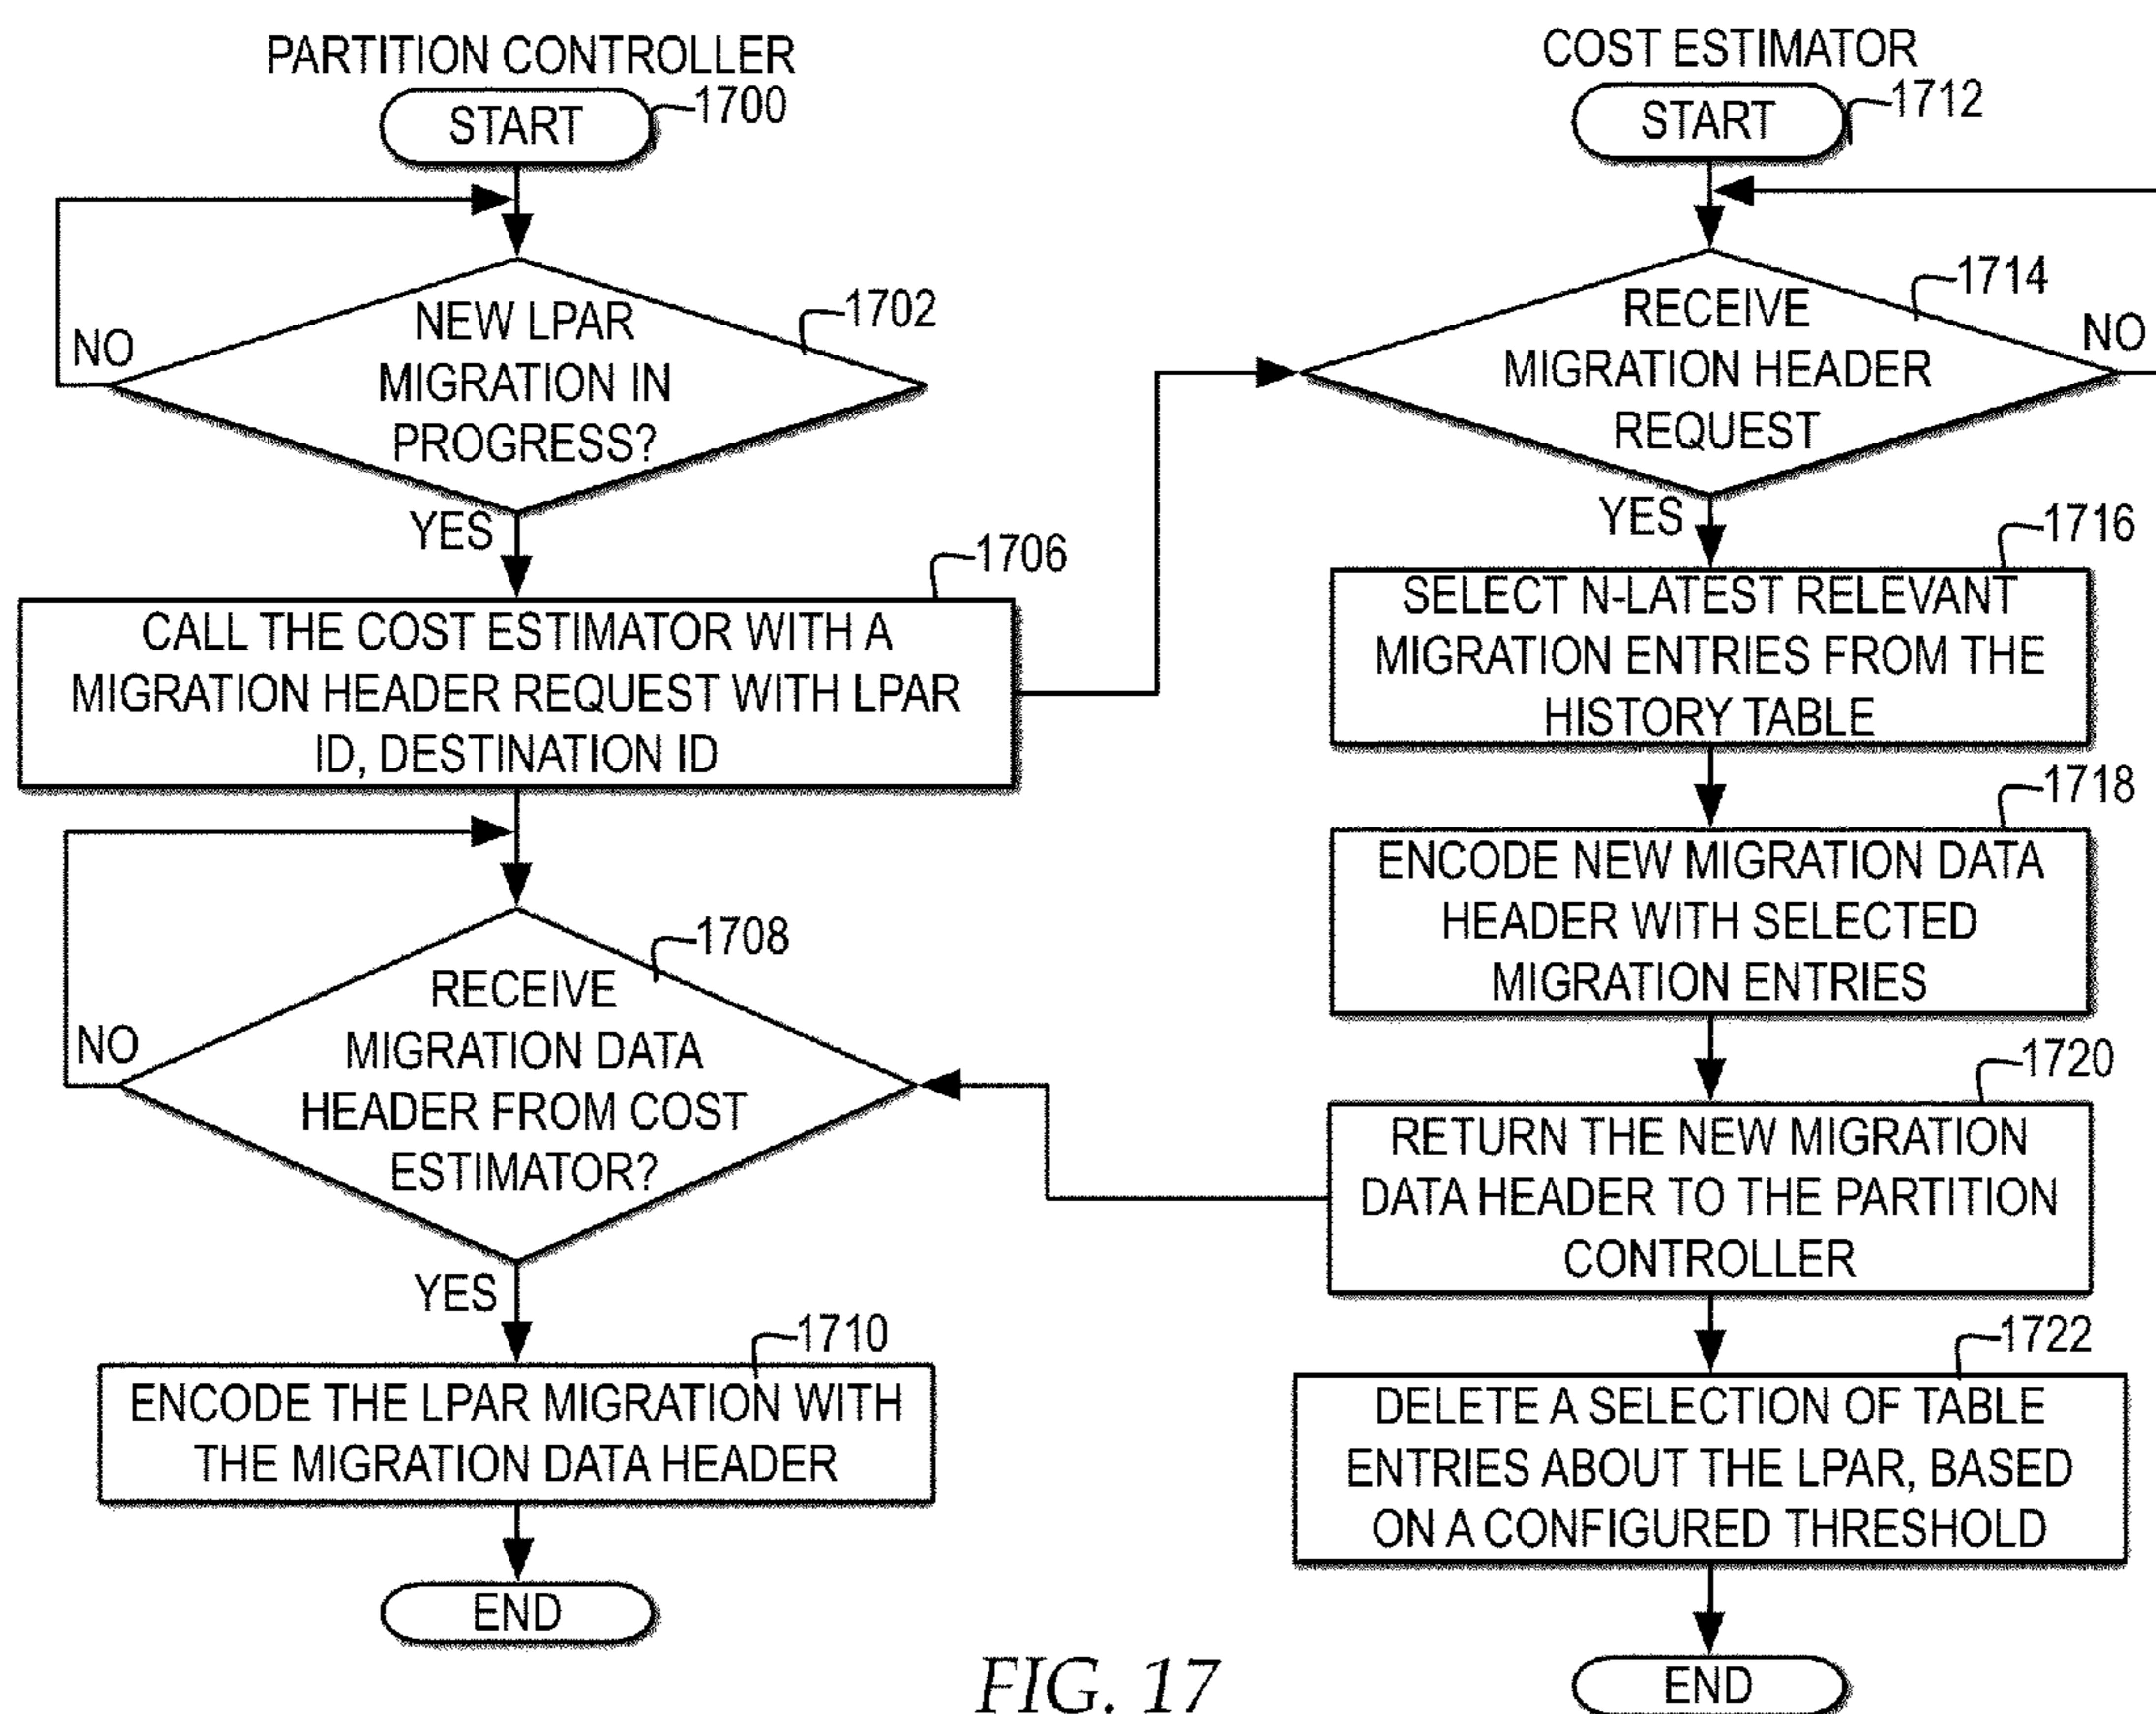 PARTITION CONTROLLER
START
1700
NEW LPAR
MIGRATION IN
PROGRESS?
1702
NO
YES
1706
CALL THE COST ESTIMATOR WITH A
MIGRATION HEADER REQUEST WITH LPAR
ID, DESTINATION ID
1708
RECEIVE
MIGRATION DATA
HEADER FROM COST
ESTIMATOR?
NO
YES
1710
ENCODE THE LPAR MIGRATION WITH
THE MIGRATION DATA HEADER
END
COST ESTIMATOR
START
1712
1714
RECEIVE
MIGRATION HEADER
REQUEST
NO
YES
1716
SELECT N-LATEST RELEVANT
MIGRATION ENTRIES FROM THE
HISTORY TABLE
1718
ENCODE NEW MIGRATION DATA
HEADER WITH SELECTED
MIGRATION ENTRIES
1720
RETURN THE NEW MIGRATION
DATA HEADER TO THE PARTITION
CONTROLLER
1722
DELETE A SELECTION OF TABLE
ENTRIES ABOUT THE LPAR, BASED
ON A CONFIGURED THRESHOLD
END
FIG. 17